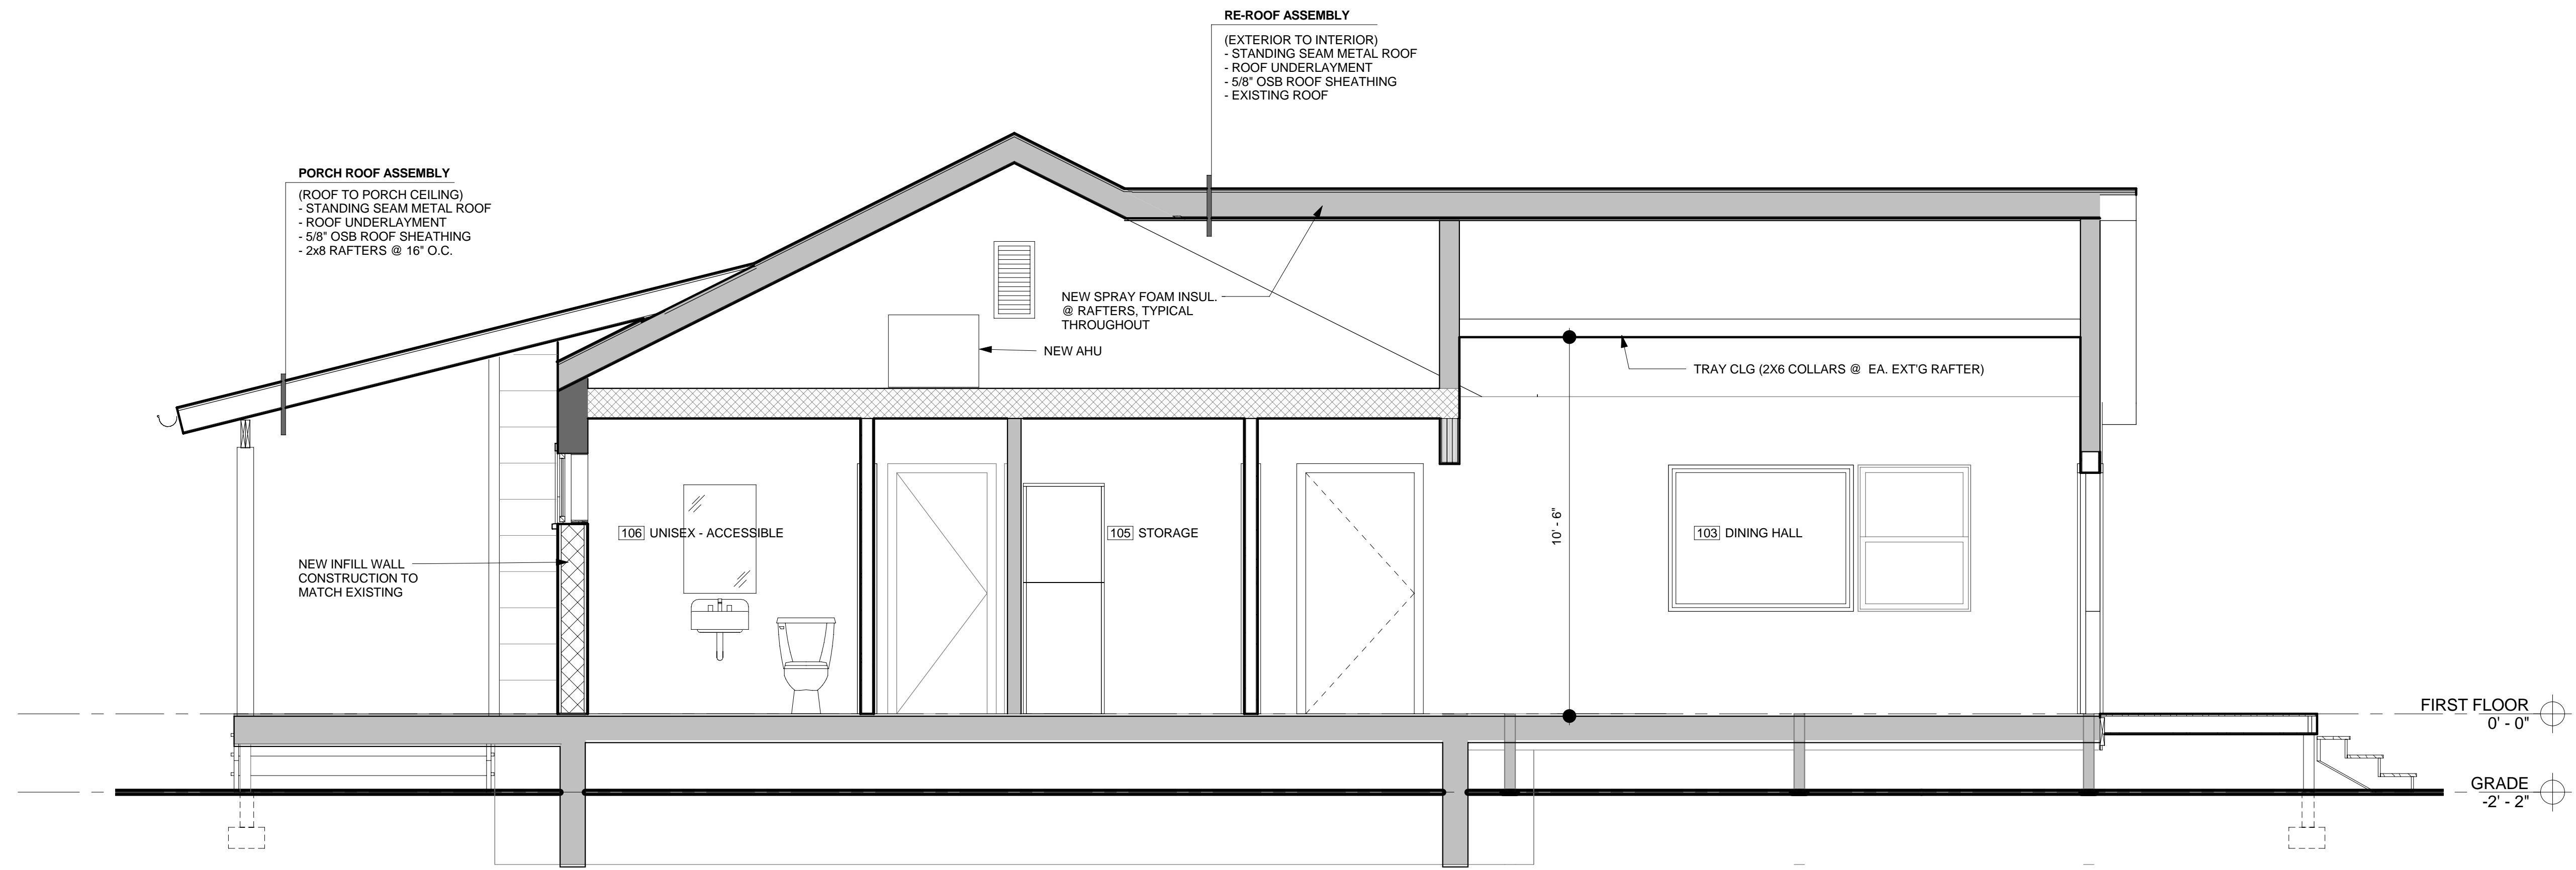 RE-ROOF ASSEMBLY
(EXTERIOR TO INTERIOR)
- STANDING SEAM METAL ROOF
- ROOF UNDERLAYMENT
- 5/8" OSB ROOF SHEATHING
- EXISTING ROOF
PORCH ROOF ASSEMBLY
(ROOF TO PORCH CEILING)
- STANDING SEAM METAL ROOF
- ROOF UNDERLAYMENT
- 5/8" OSB ROOF SHEATHING
- 2x8 RAFTERS @ 16" O.C.
NEW SPRAY FOAM INSUL.
@ RAFTERS, TYPICAL
THROUGHOUT
NEW AHU
TRAY CLG (2X6 COLLARS @ EA. EXT'G RAFTER)
106 UNISEX - ACCESSIBLE
105 STORAGE
10' - 6"
103 DINING HALL
NEW INFILL WALL
CONSTRUCTION TO
MATCH EXISTING
FIRST FLOOR
0' - 0"
GRADE
-2' - 2"